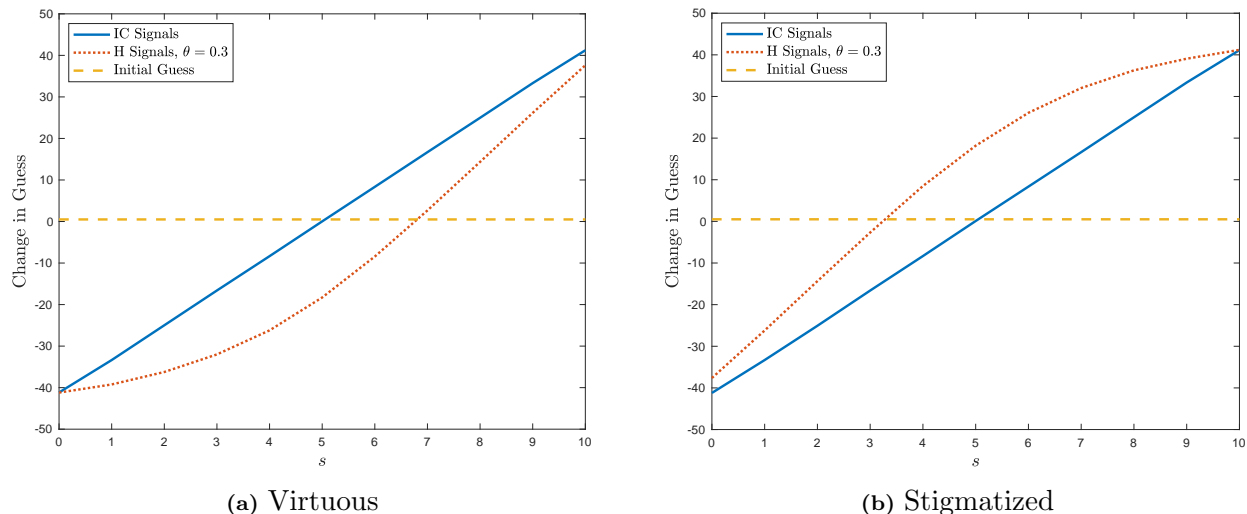 50
40
30
20
10
0
-10
-20
-30
-40
-50
Change in Guess
IC Signals
H Signals, θ = 0.3
Initial Guess
0 1 2 3 4 5 6 7 8 9 10
s
(a) Virtuous
50
40
30
20
10
0
-10
-20
-30
-40
-50
Change in Guess
IC Signals
H Signals, θ = 0.3
Initial Guess
0 1 2 3 4 5 6 7 8 9 10
s
(b) Stigmatized